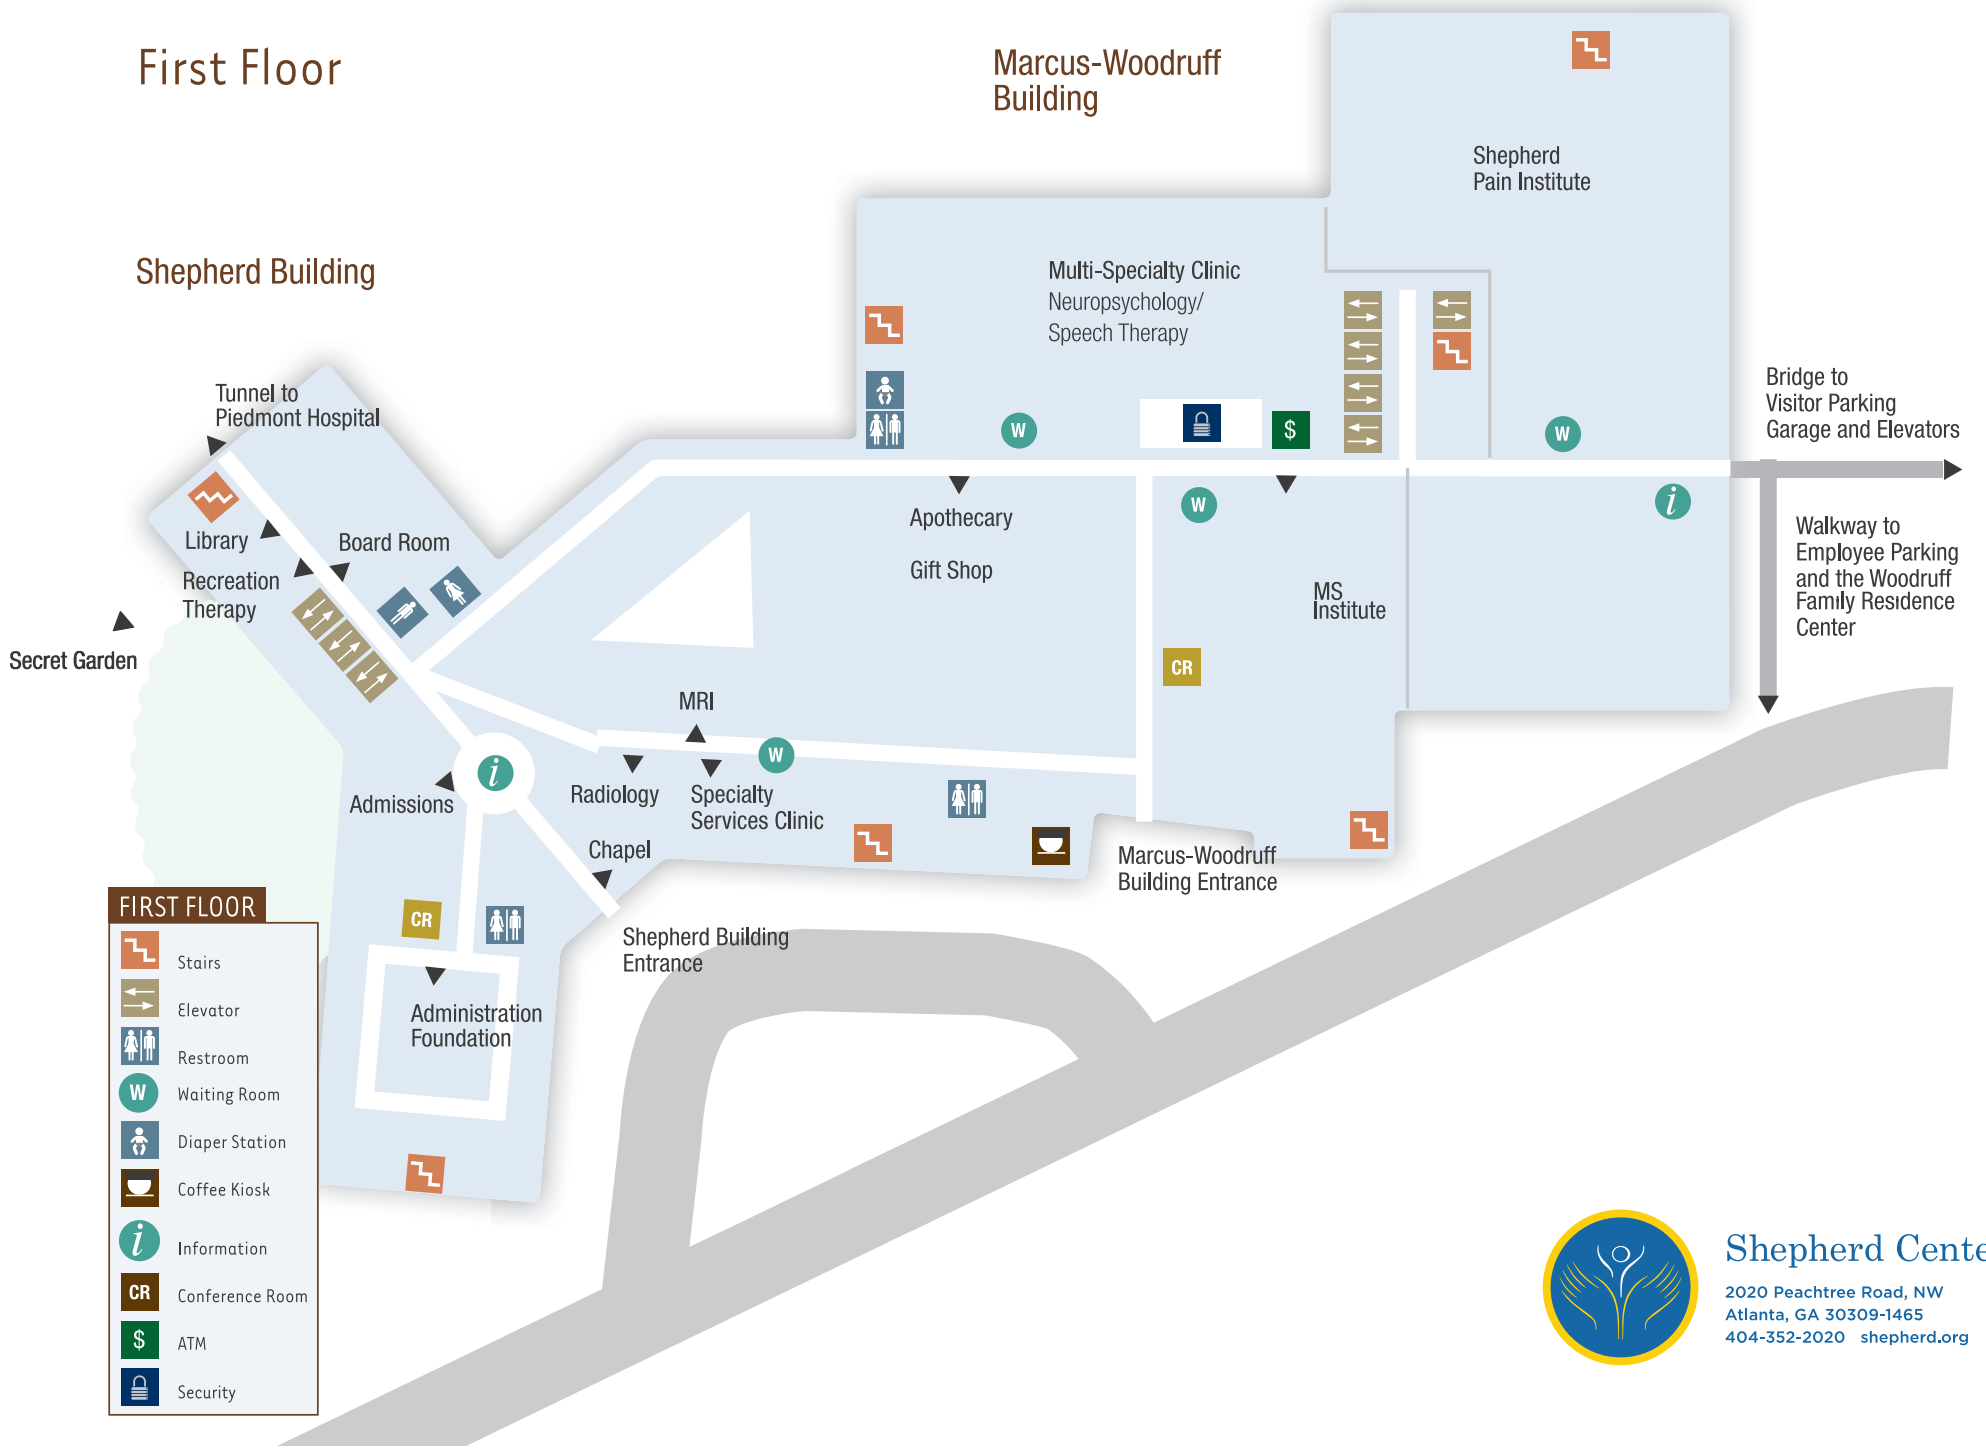 First Floor
Marcus-Woodruff
Building
Shepherd
Pain Institute
Shepherd Building
Multi-Specialty Clinic
Neuropsychology/
Speech Therapy
Tunnel to
Piedmont Hospital
Bridge to
Visitor Parking
Garage and Elevators
W
$
W
Library
Board Room
Recreation
Therapy
Apothecary
Gift Shop
W
i
MS
Institute
Walkway to
Employee Parking
and the Woodruff
Family Residence
Center
Secret Garden
CR
MRI
W
i
Admissions
Radiology
Specialty
Services Clinic
Chapel
Marcus-Woodruff
Building Entrance
CR
Shepherd Building
Entrance
Administration
Foundation
FIRST FLOOR
Stairs
Elevator
Restroom
W Waiting Room
Diaper Station
Coffee Kiosk
i Information
CR Conference Room
$ ATM
Security
Shepherd Cente
2020 Peachtree Road, NW
Atlanta, GA 30309-1465
404-352-2020 shepherd.org